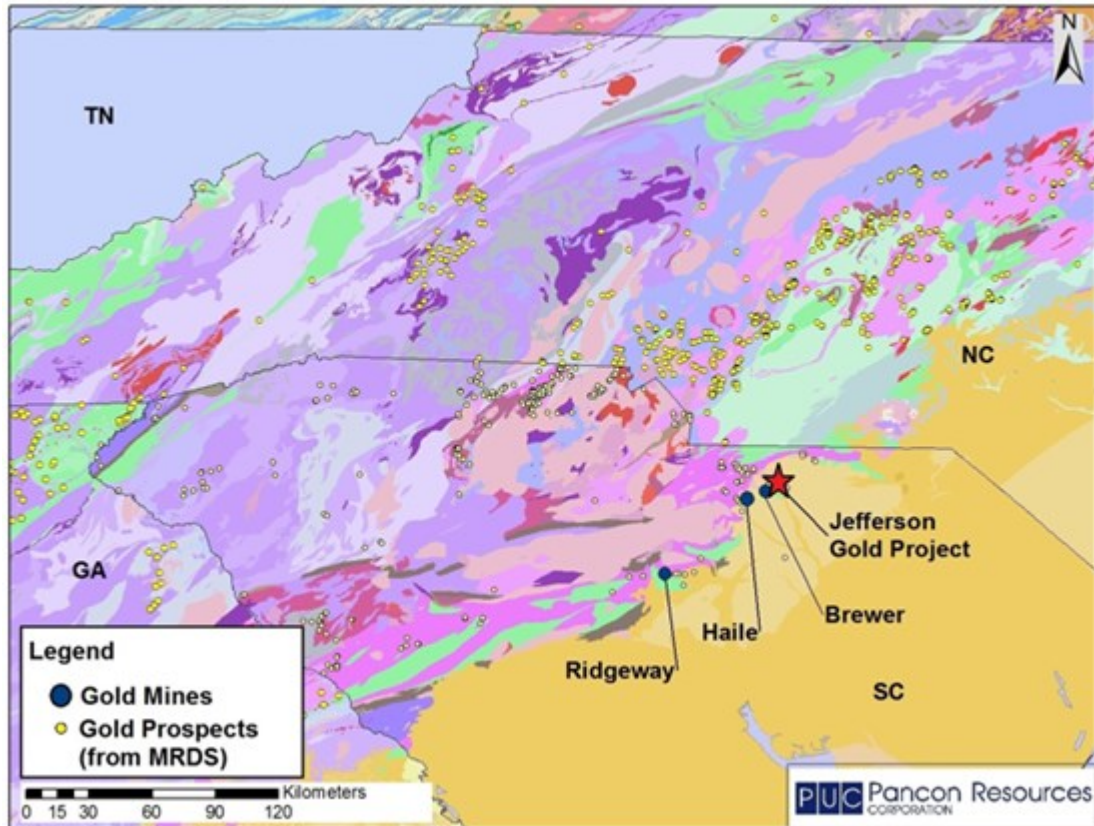 N
TN
NC
Jefferson
Gold Project
GA
Brewer
Haile
Ridgeway
SC
Legend
Gold Mines
Gold Prospects
(from MRDS)
Kilometers
0 15 30 60 90 120
PUC Pancon Resources
CORPORATION